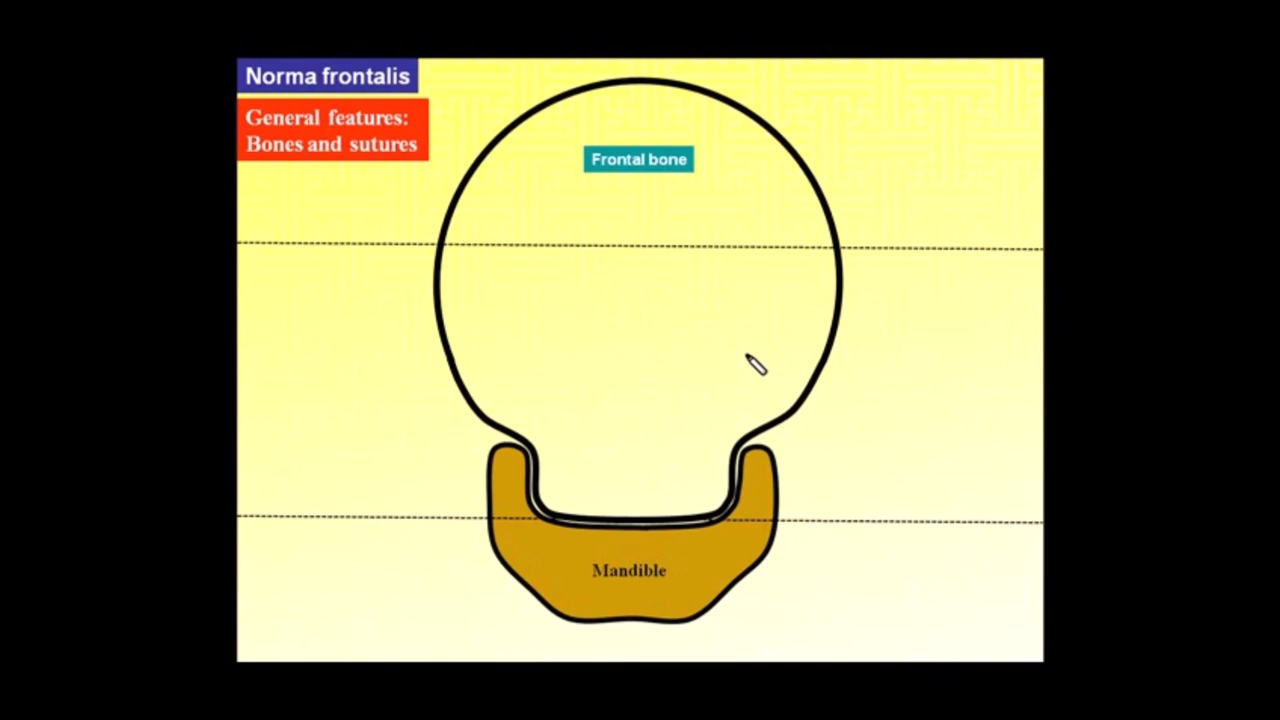 Norma frontalis
General features:
Bones and sutures
Frontal bone
Mandible